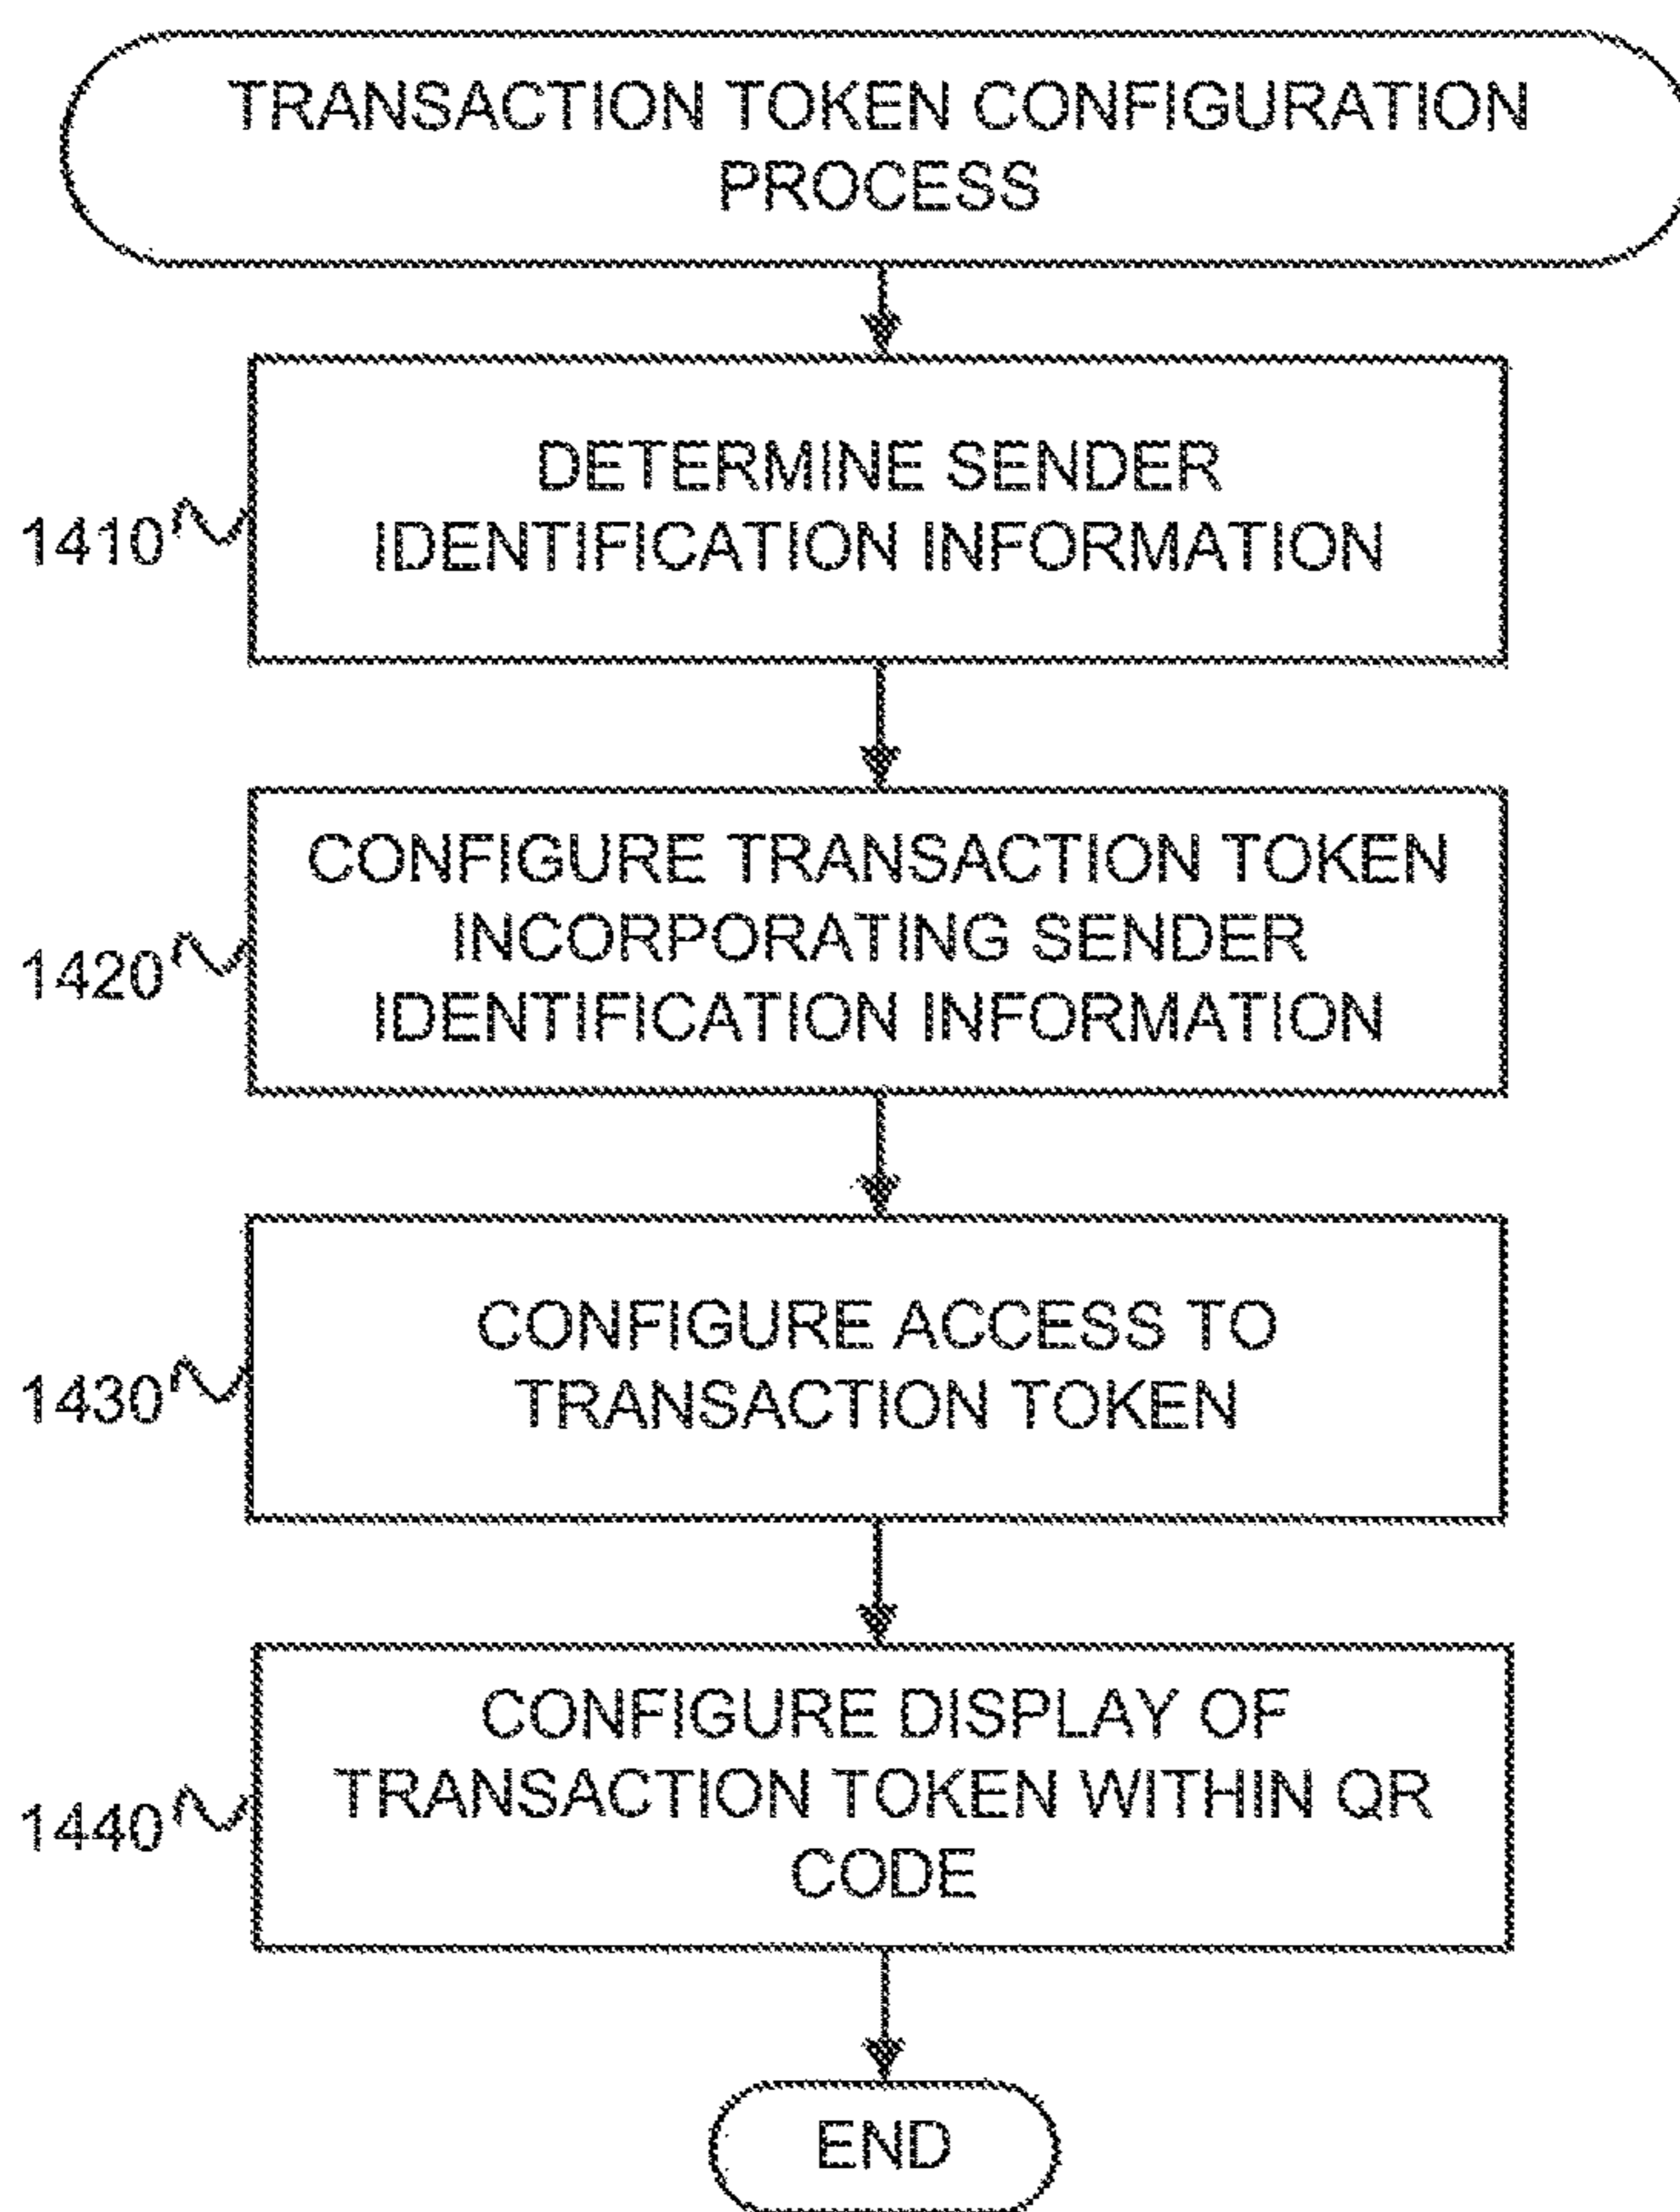 TRANSACTION TOKEN CONFIGURATION
PROCESS
DETERMINE SENDER
IDENTIFICATION INFORMATION
1410
CONFIGURE TRANSACTION TOKEN
INCORPORATING SENDER
IDENTIFICATION INFORMATION
1420
CONFIGURE ACCESS TO
TRANSACTION TOKEN
1430
CONFIGURE DISPLAY OF
TRANSACTION TOKEN WITHIN QR
CODE
1440
END